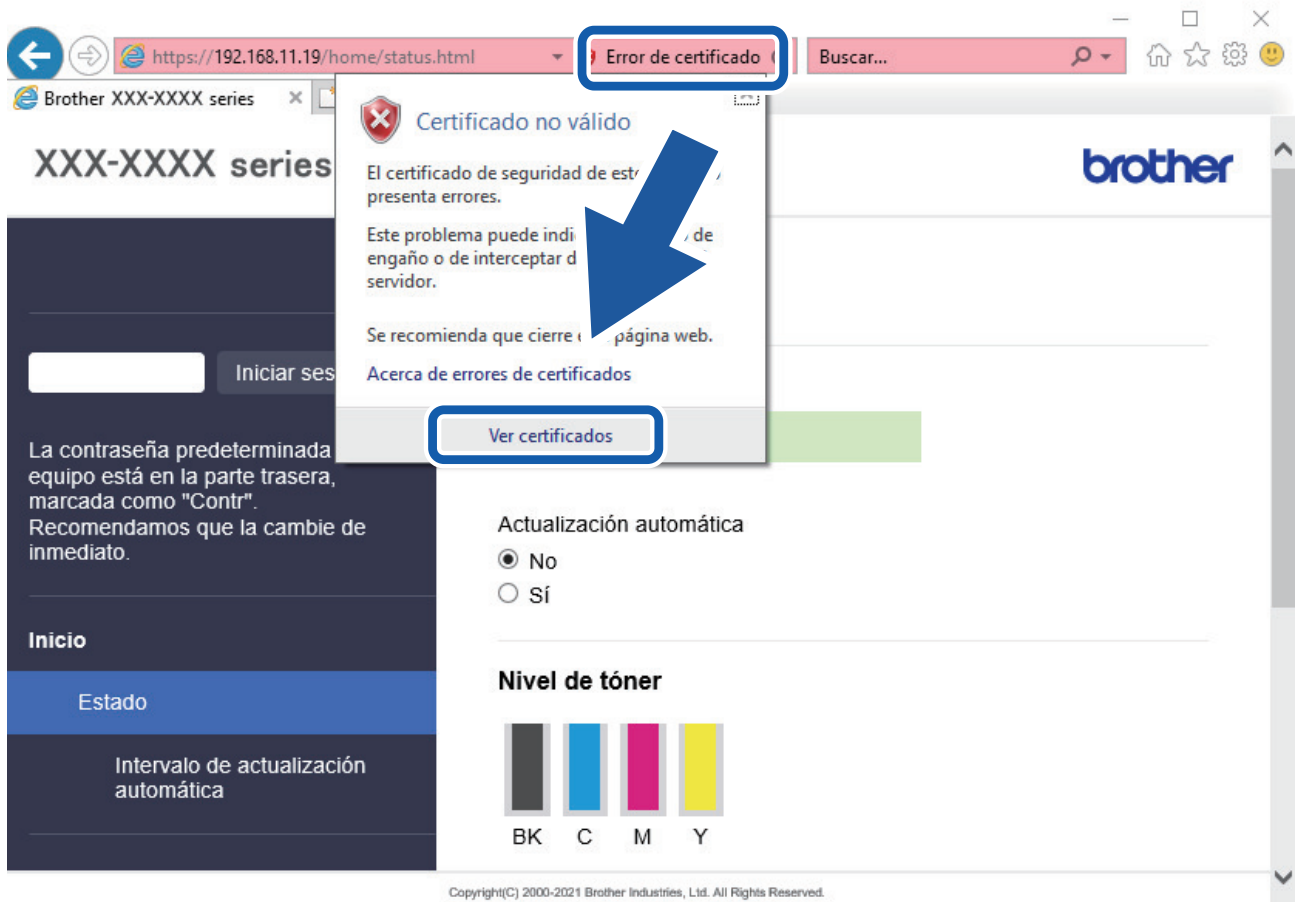 https://192.168.11.19/home/status.html
Error de certificado
Buscar...
Brother XXX-XXXX series
XXX-XXXX series
brother
Certificado no válido
El certificado de seguridad de
presenta errores.
Este problema puede de
engaño o de interceptar
servidor.
Se recomienda que cierre página web.
Acerca de errores de certificados
Ver certificados
Iniciar
La contraseña predeterminada
equipo está en la parte trasera,
marcada como "Contr".
Recomendamos que la cambie de
inmediato.
Inicio
Estado
Intervalo de actualización
automática
Actualización automática
No
Sí
Nivel de tóner
BK C M Y
Copyright(C) 2000-2021 Brother Industries, Ltd. All Rights Reserved.